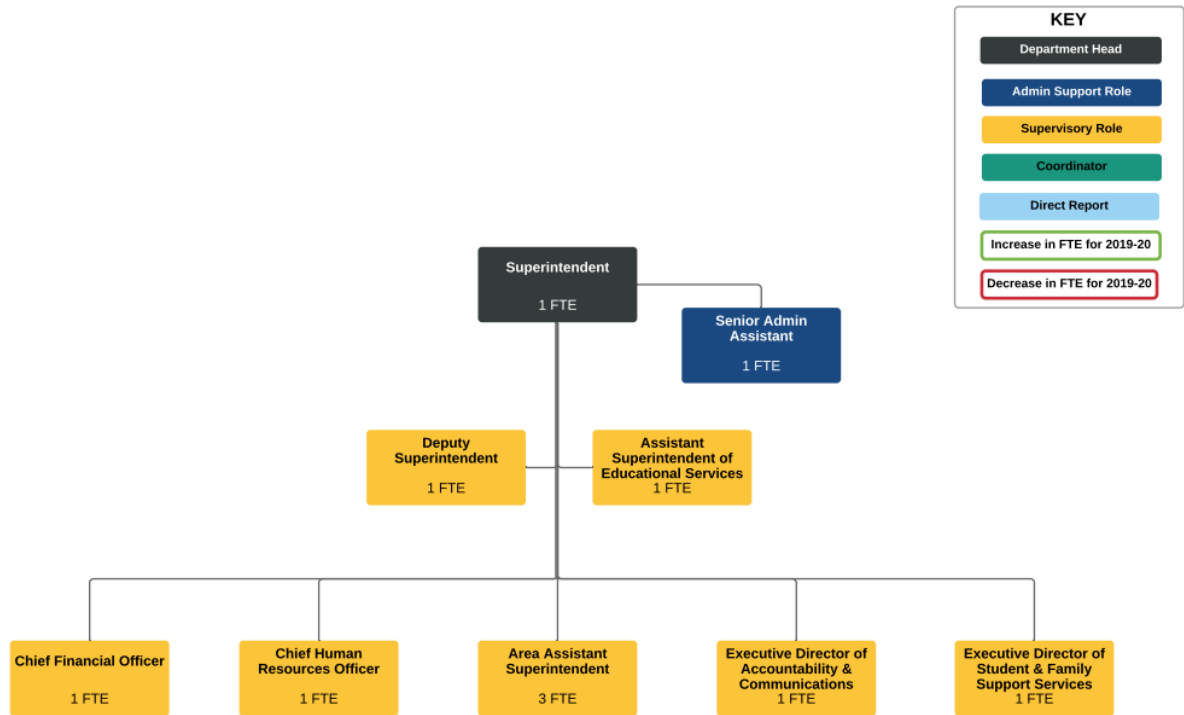 KEY
Department Head
Admin Support Role
Supervisory Role
Coordinator
Direct Report
Increase in FTE for 2019-20
Decrease in FTE for 2019-20
Superintendent
1 FTE
Senior Admin
Assistant
1 FTE
Deputy
Superintendent
1 FTE
Assistant
Superintendent of
Educational Services
1 FTE
Chief Financial Officer
1 FTE
Chief Human
Resources Officer
1 FTE
Area Assistant
Superintendent
3 FTE
Executive Director of
Accountability &
Communications
1 FTE
Executive Director of
Student & Family
Support Services
1 FTE